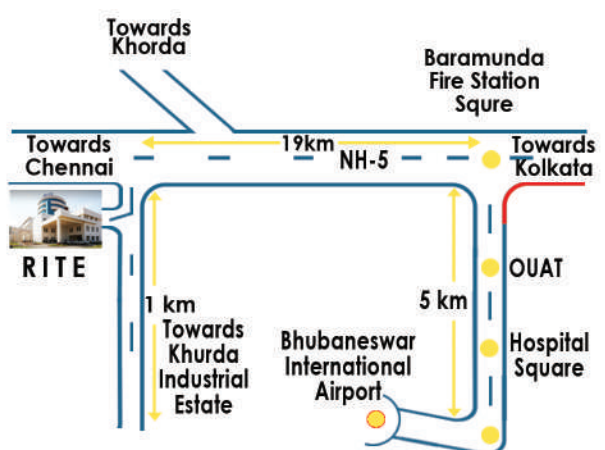 Towards
Khorda
Baramunda
Fire Station
Squre
Towards
Chennai
19km
NH-5
Towards
Kolkata
RITE
OUAT
1 km
5 km
Towards
Khurda
Industrial
Estate
Bhubaneswar
International
Airport
Hospital
Square